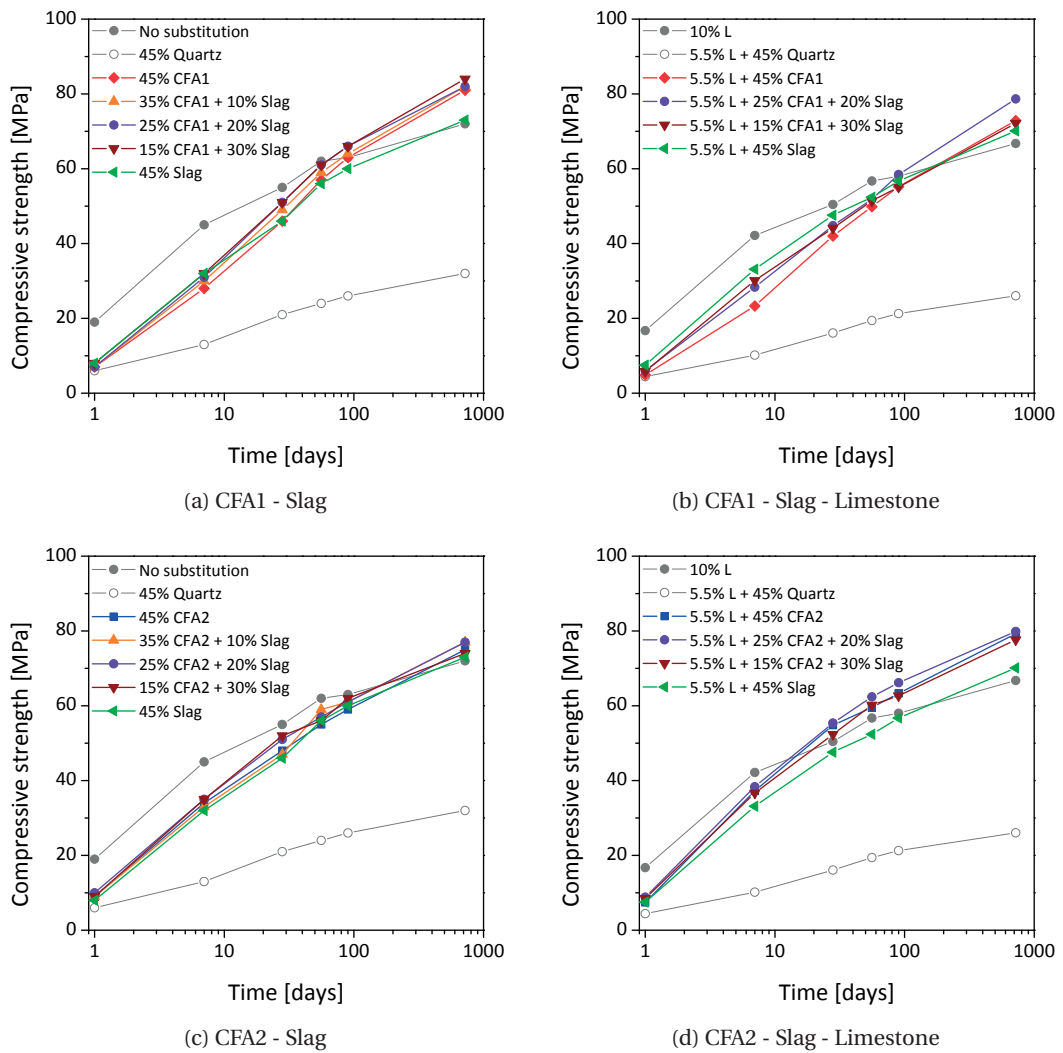 100
80
60
40
20
0
Compressive strength [MPa]
No substitution
45% Quartz
45% CFA1
35% CFA1 + 10% Slag
25% CFA1 + 20% Slag
15% CFA1 + 30% Slag
45% Slag
1
10
100
1000
Time [days]
(a) CFA1 - Slag
100
80
60
40
20
0
Compressive strength [MPa]
10% L
5.5% L + 45% Quartz
5.5% L + 45% CFA1
5.5% L + 25% CFA1 + 20% Slag
5.5% L + 15% CFA1 + 30% Slag
5.5% L + 45% Slag
1
10
100
1000
Time [days]
(b) CFA1 - Slag - Limestone
100
80
60
40
20
0
Compressive strength [MPa]
No substitution
45% Quartz
45% CFA2
35% CFA2 + 10% Slag
25% CFA2 + 20% Slag
15% CFA2 + 30% Slag
45% Slag
1
10
100
1000
Time [days]
(c) CFA2 - Slag
100
80
60
40
20
0
Compressive strength [MPa]
10% L
5.5% L + 45% Quartz
5.5% L + 45% CFA2
5.5% L + 25% CFA2 + 20% Slag
5.5% L + 15% CFA2 + 30% Slag
5.5% L + 45% Slag
1
10
100
1000
Time [days]
(d) CFA2 - Slag - Limestone